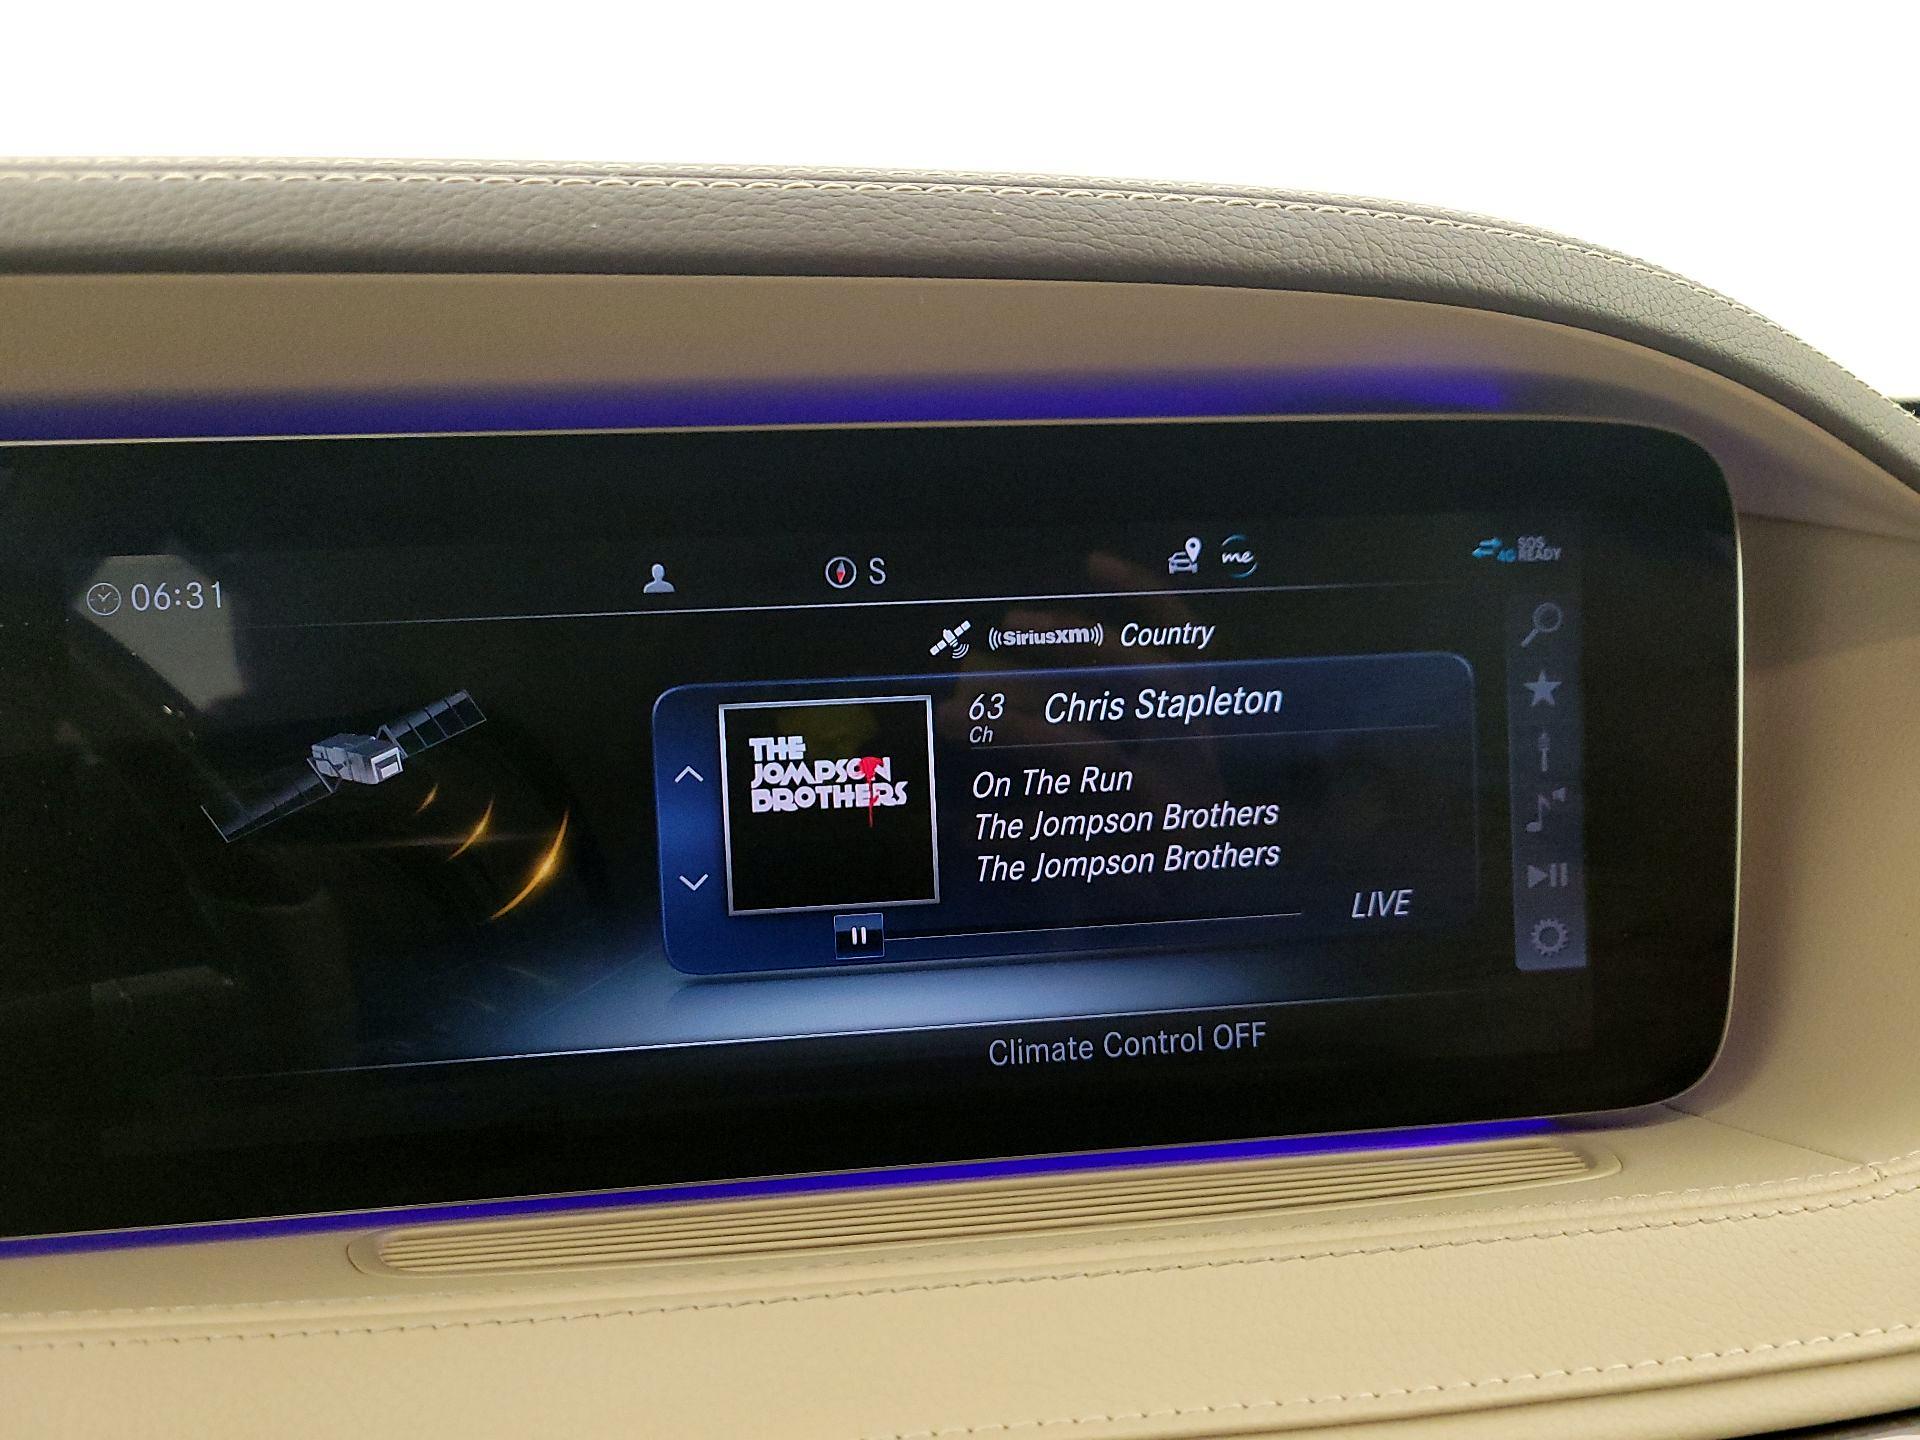 06:31
S
me
4G SOS READY
SiriusXm Country
63 Ch Chris Stapleton
THE
JOMPSON
BROTHERS
On The Run
The Jompson Brothers
The Jompson Brothers
LIVE
Climate Control OFF